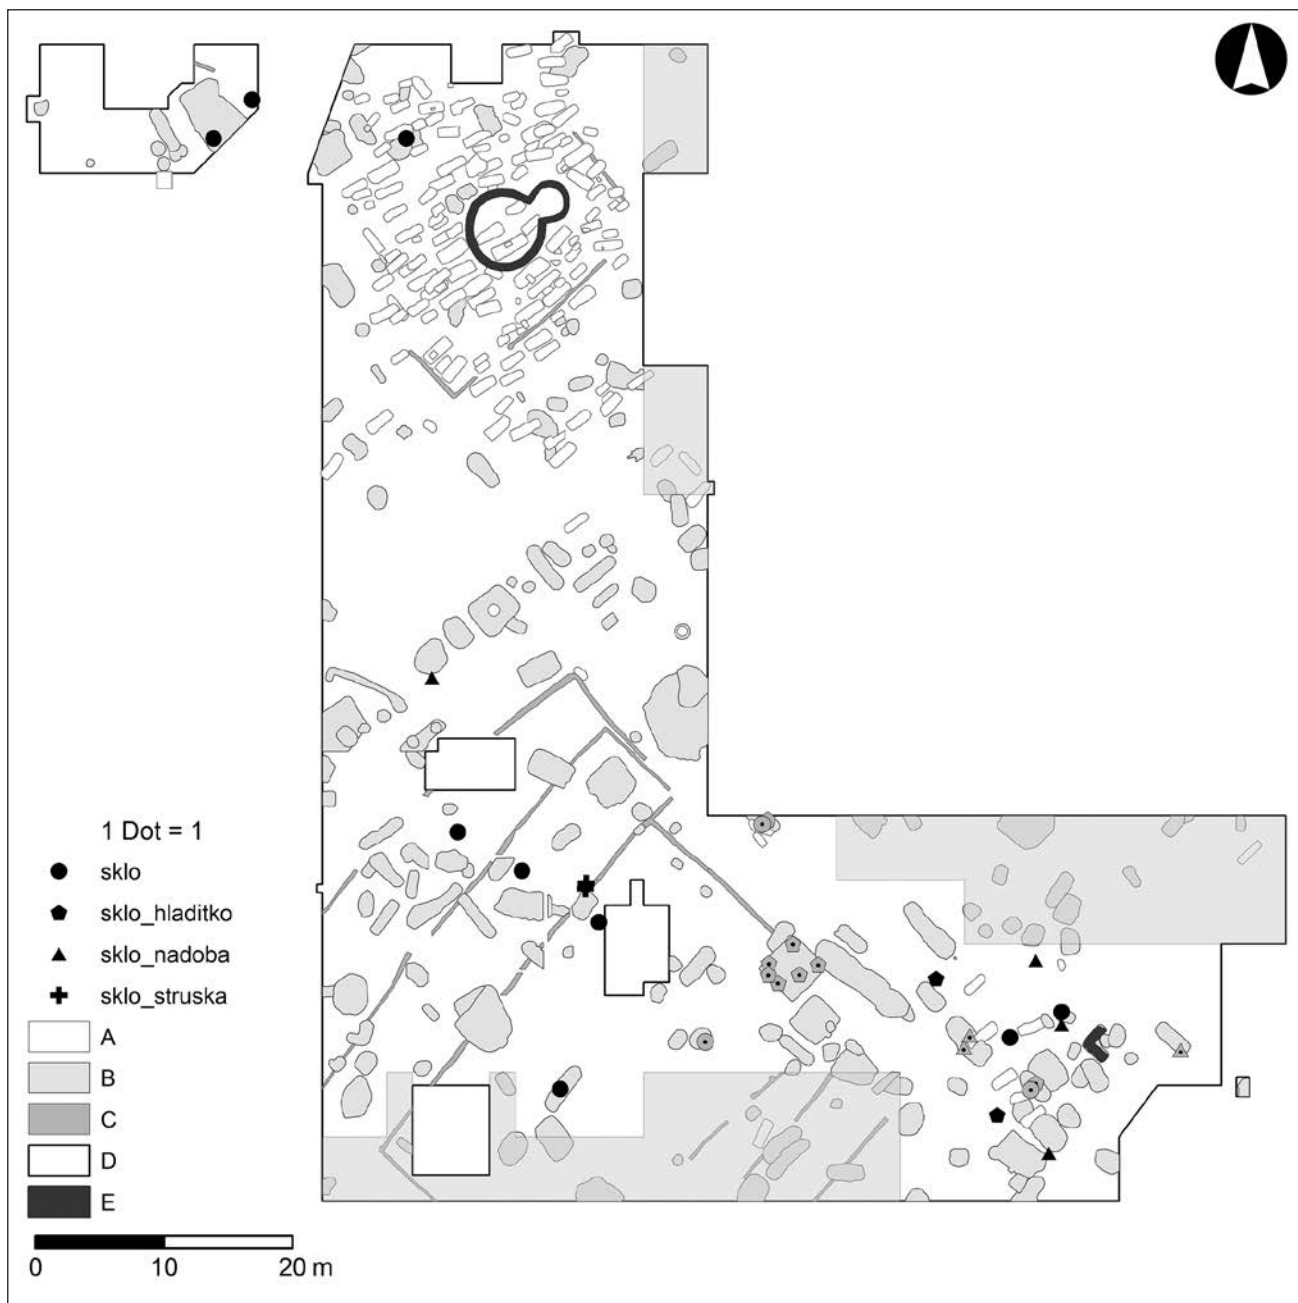 1 Dot = 1
sklo
sklo_hladitko
sklo_nadoba
sklo_struska
A
B
C
D
E
0 10 20 m